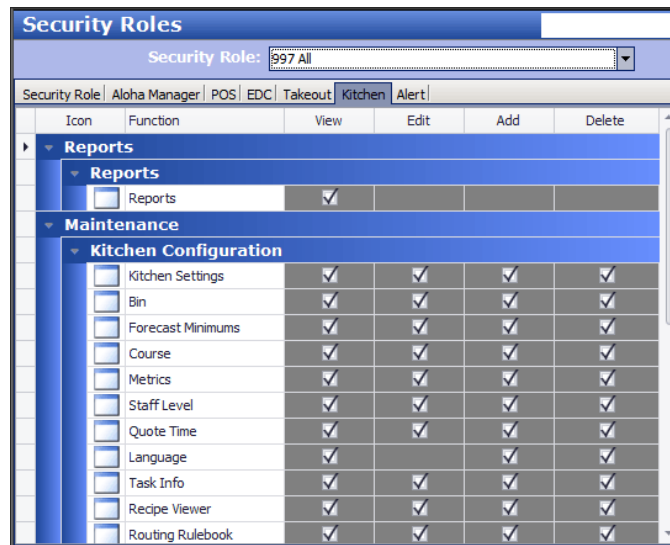 Security Roles
Security Role: 997 All
Security Role Aloha Manager POS EDC Takeout Kitchen Alert
Icon Function View Edit Add Delete
Reports
Reports
Reports
Maintenance
Kitchen Configuration
Kitchen Settings
Bin
Forecast Minimums
Course
Metrics
Staff Level
Quote Time
Language
Task Info
Recipe Viewer
Routing Rulebook